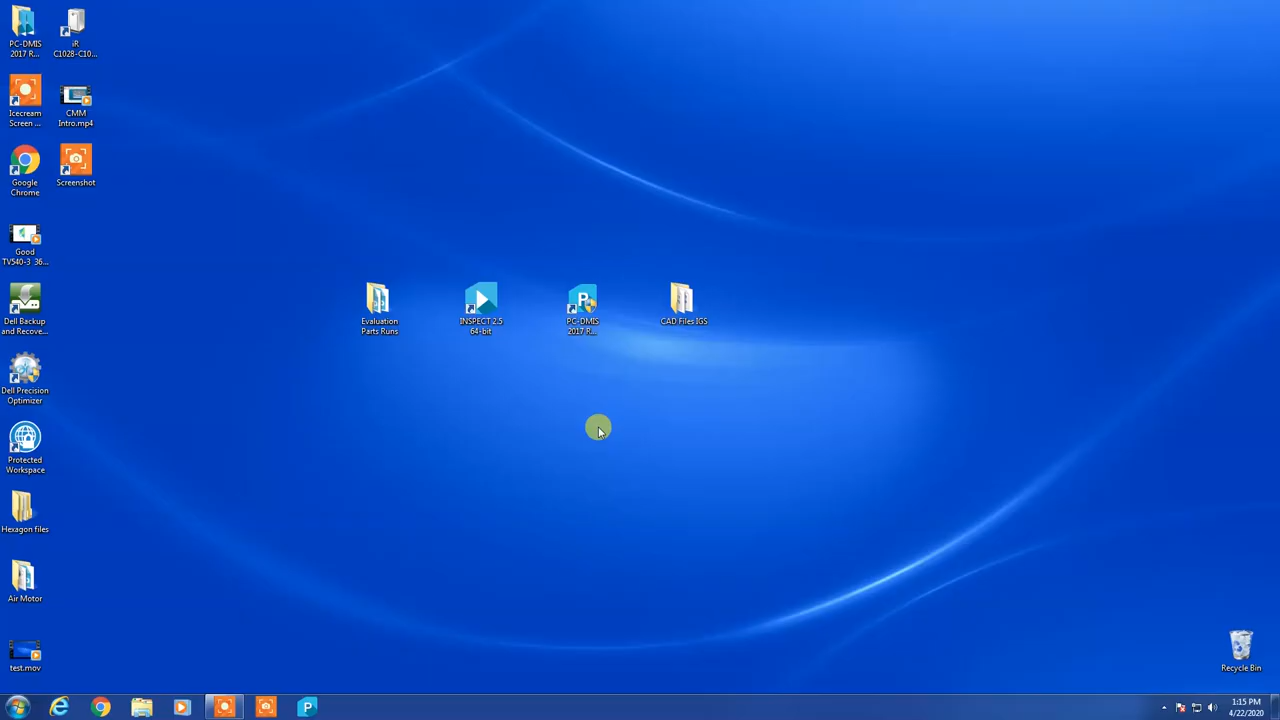 PC-DMIS
2017 R...
iR
C1028-C10...
Icecream
Screen ...
CMM
Intro.mp4
Google
Chrome
Screenshot
Good
TV540-3 36...
Dell Backup
and Recove...
Evaluation
Parts Runs
INSPECT 2.5
64-bit
P
PC-DMIS
2017 R...
CAD Files IGS
Dell Precision
Optimizer
Protected
Workspace
Hexagon files
Air Motor
test.mov
Recycle Bin
P
1:15 PM
4/22/2020